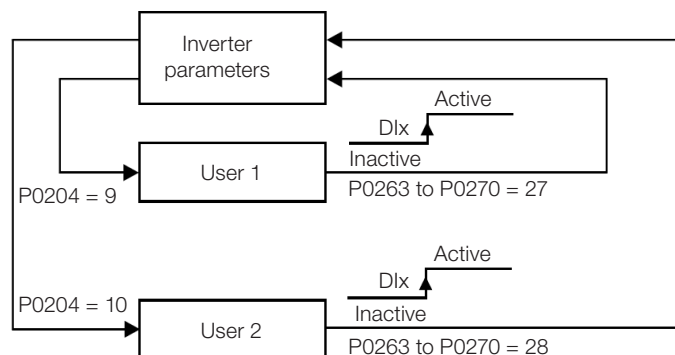 Inverter
parameters
Active
DIx
Inactive
User 1
P0204 = 9
P0263 to P0270 = 27
Active
DIx
Inactive
P0204 = 10
User 2
P0263 to P0270 = 28